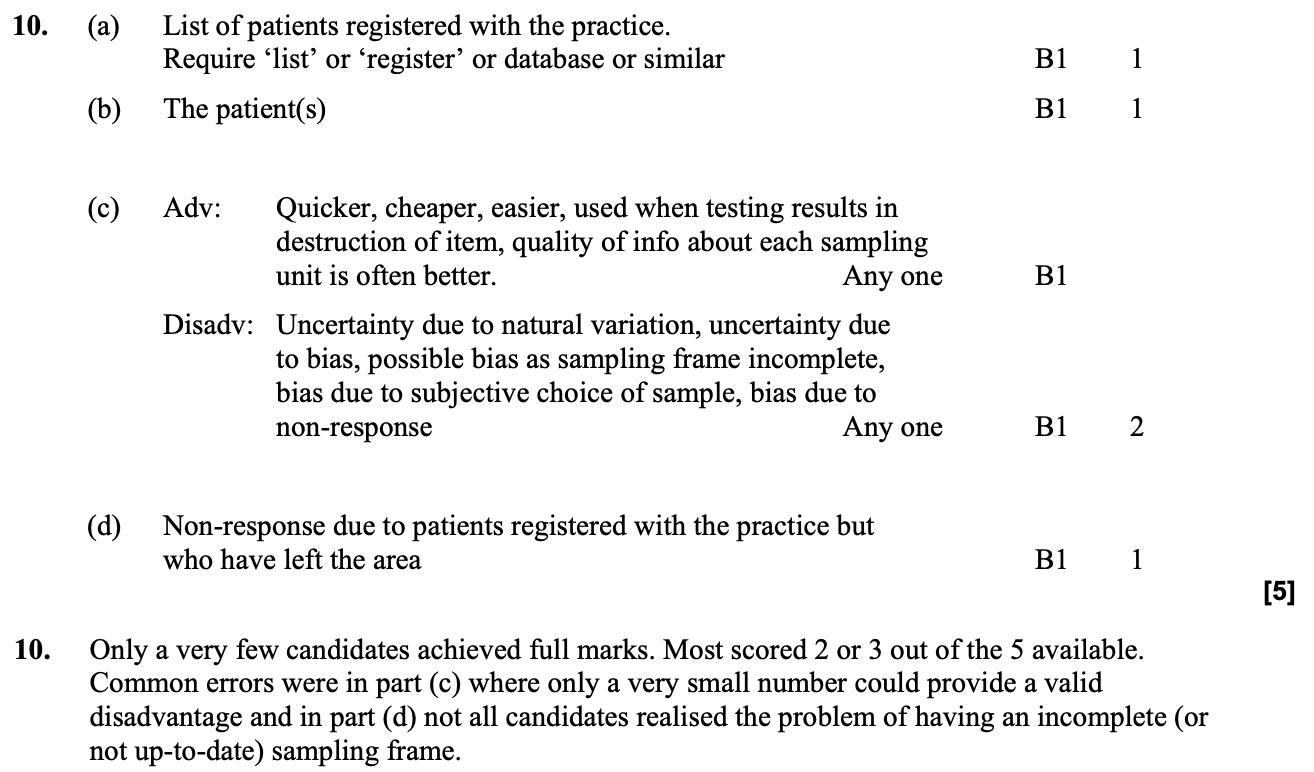 10. (a) List of patients registered with the practice.
Require ‘list’ or ‘register’ or database or similar B1 1
(b) The patient(s) B1 1
(c) Adv: Quicker, cheaper, easier, used when testing results in
destruction of item, quality of info about each sampling
unit is often better. Any one B1
Disadv: Uncertainty due to natural variation, uncertainty due
to bias, possible bias as sampling frame incomplete,
bias due to subjective choice of sample, bias due to
non-response Any one B1 2
(d) Non-response due to patients registered with the practice but
who have left the area B1 1
[5]
10. Only a very few candidates achieved full marks. Most scored 2 or 3 out of the 5 available.
Common errors were in part (c) where only a very small number could provide a valid
disadvantage and in part (d) not all candidates realised the problem of having an incomplete (or
not up-to-date) sampling frame.